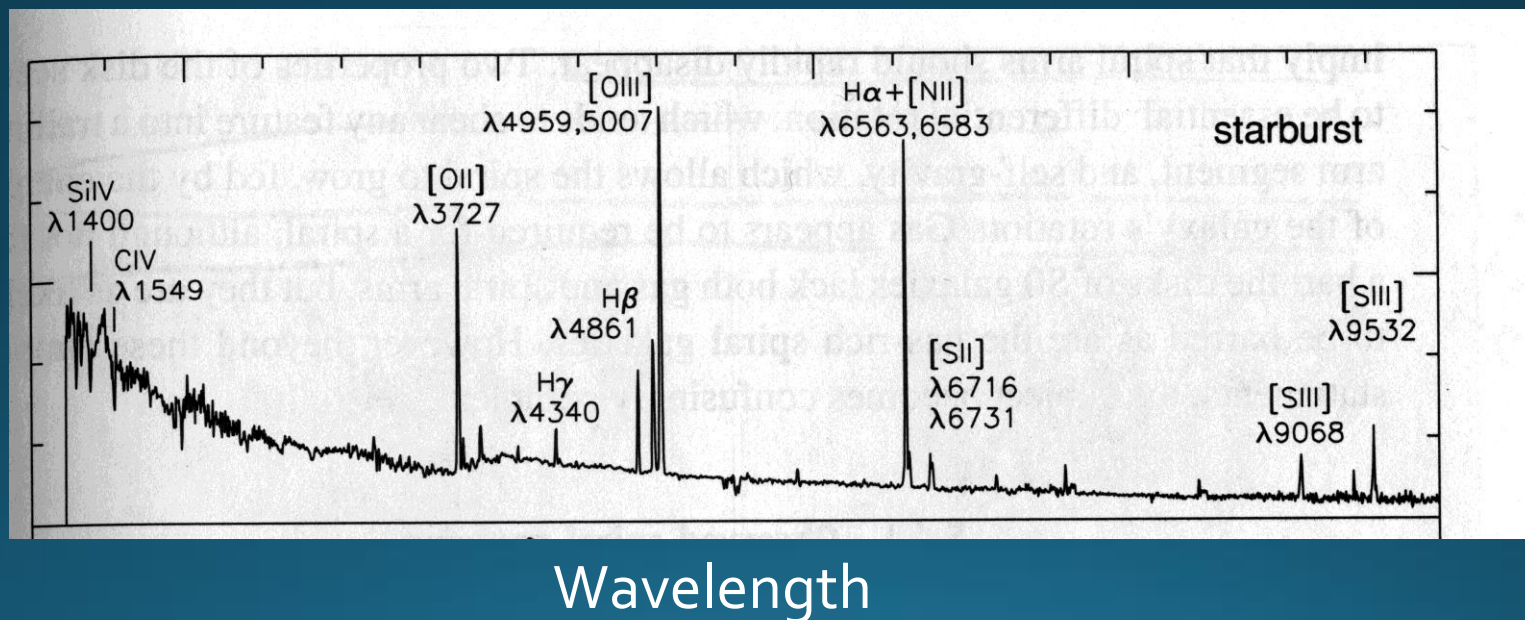 [OIII]
λ4959,5007
Hα+[NII]
λ6563,6583
starburst
SiIV
λ1400
CIV
λ1549
[OII]
λ3727
Hβ
λ4861
Hγ
λ4340
[SII]
λ6716
λ6731
[SIII]
λ9532
[SIII]
λ9068
Wavelength